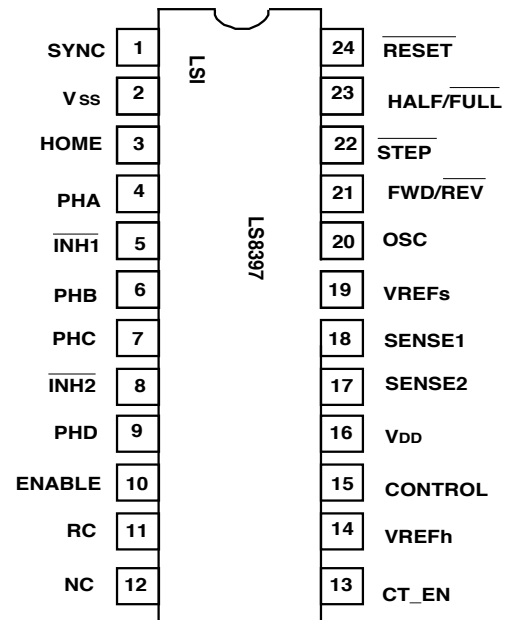 SYNC 1 24 RESET
LSI
Vss 2 23 HALF/FULL
HOME 3 22 STEP
PHA 4 21 FWD/REV
LS8397
INH1 5 20 OSC
PHB 6 19 VREFs
PHC 7 18 SENSE1
INH2 8 17 SENSE2
PHD 9 16 VDD
ENABLE 10 15 CONTROL
RC 11 14 VREFh
NC 12 13 CT_EN